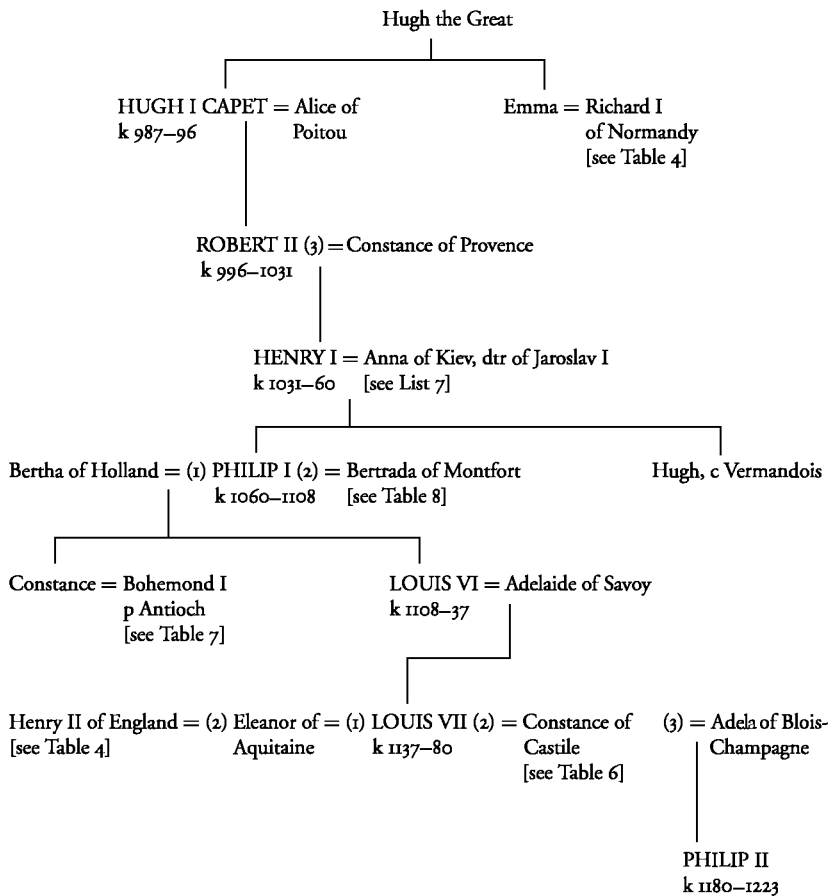 Hugh the Great
HUGH I CAPET = Alice of
k 987–96 Poitou
Emma = Richard I
of Normandy
[see Table 4]
ROBERT II (3) = Constance of Provence
k 996–1031
HENRY I = Anna of Kiev, dtr of Jaroslav I
k 1031–60 [see List 7]
Bertha of Holland = (1) PHILIP I (2) = Bertrada of Montfort
k 1060–1108 [see Table 8]
Hugh, c Vermandois
Constance = Bohemond I
p Antioch
[see Table 7]
LOUIS VI = Adelaide of Savoy
k 1108–37
Henry II of England = (2) Eleanor of = (1) LOUIS VII (2) = Constance of (3) = Adela of Blois-
[see Table 4] Aquitaine k 1137–80 Castile Champagne
[see Table 6]
PHILIP II
k 1180–1223